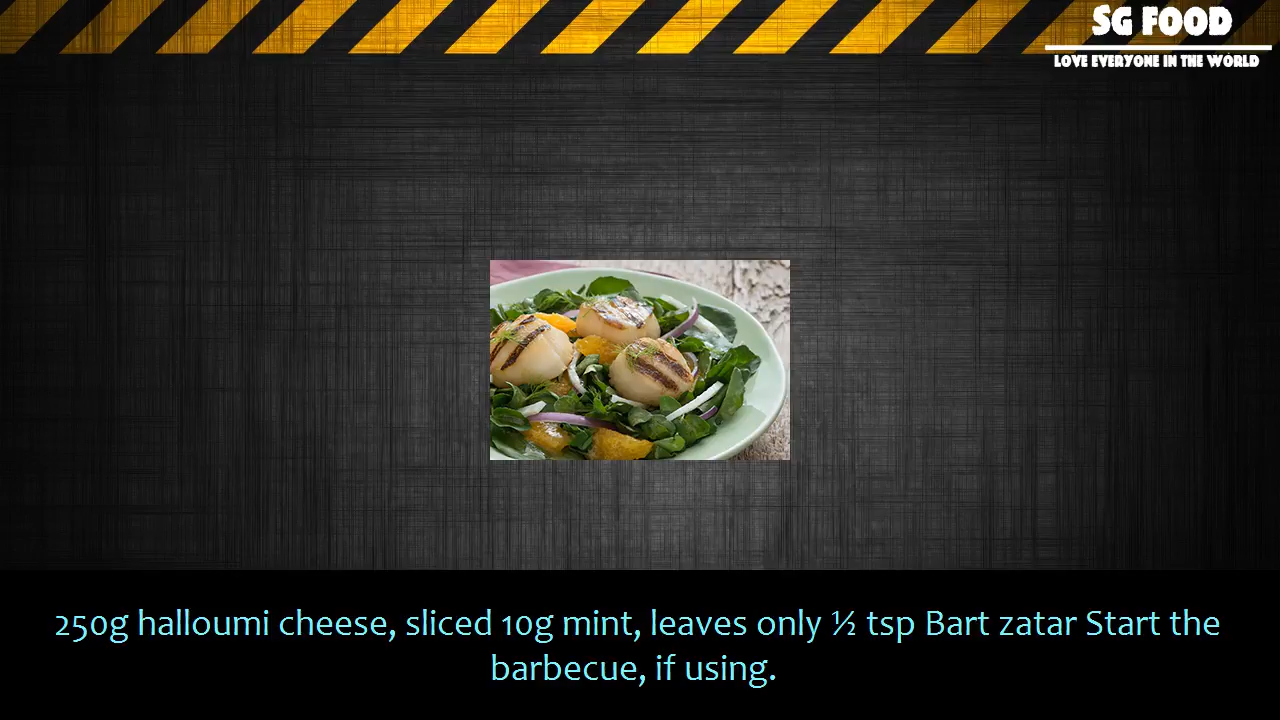 SG FOOD
LOVE EVERYONE IN THE WORLD
250g halloumi cheese, sliced 10g mint, leaves only ½ tsp Bart zatar Start the
barbecue, if using.